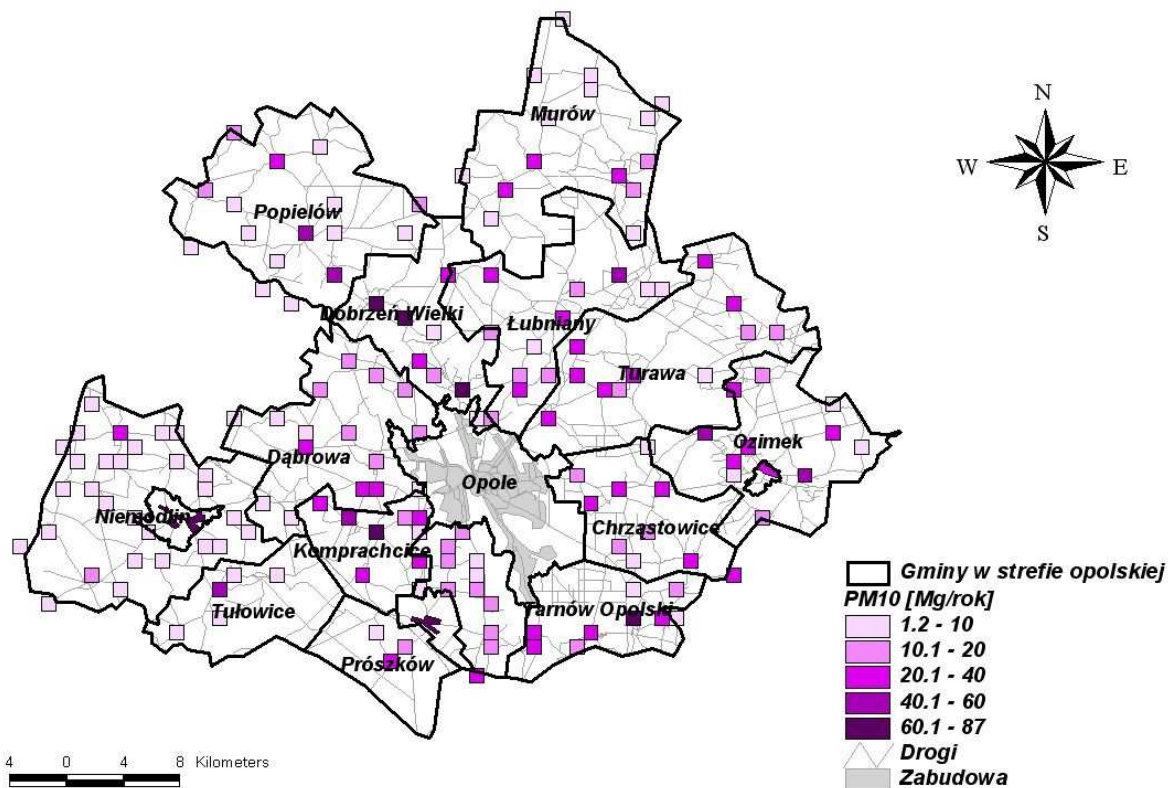 N
W E
S
Murów
Popielów
Dobrzeń Wielki
Łubniany
Turawa
Ozimek
Dąbrowa
Opole
Niemodlin
Chrząstowice
Komprachcice
Tułowice
Tarnów Opolski
Prószków
Gminy w strefie opolskiej
PM10 [Mg/rok]
1.2 - 10
10.1 - 20
20.1 - 40
40.1 - 60
60.1 - 87
Drogi
Zabudowa
4 0 4 8 Kilometers